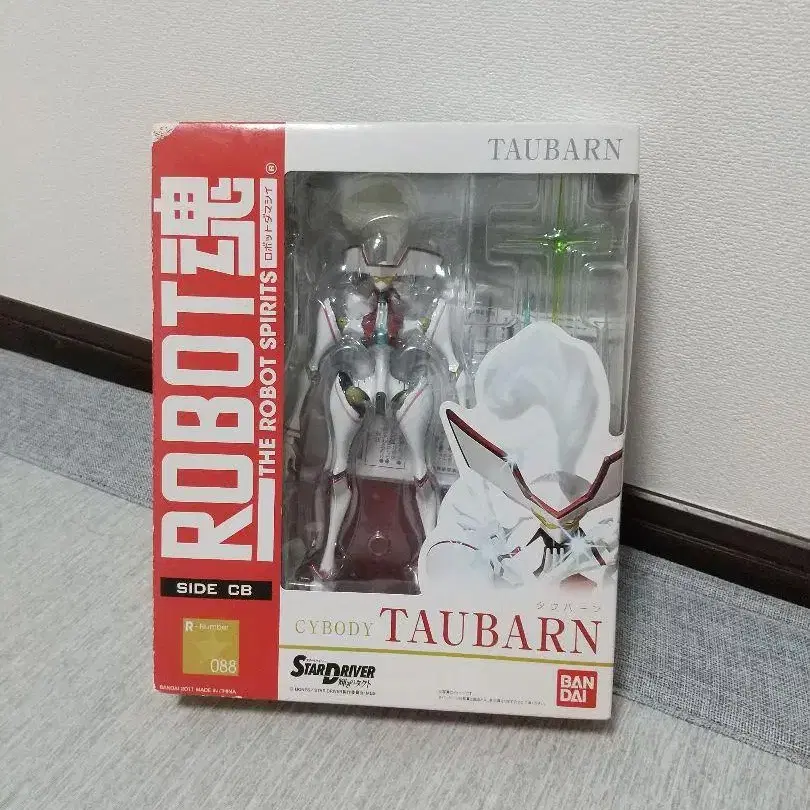 TAUBARN
ROBOT魂
ロボットダマシイ
®
THE ROBOT SPIRITS
SIDE CB
R-Number
088
BANDAI 2011 MADE IN CHINA
タウバーン
CYBODY TAUBARN
STAR DRIVER
輝きのタクト
BAN
DAI